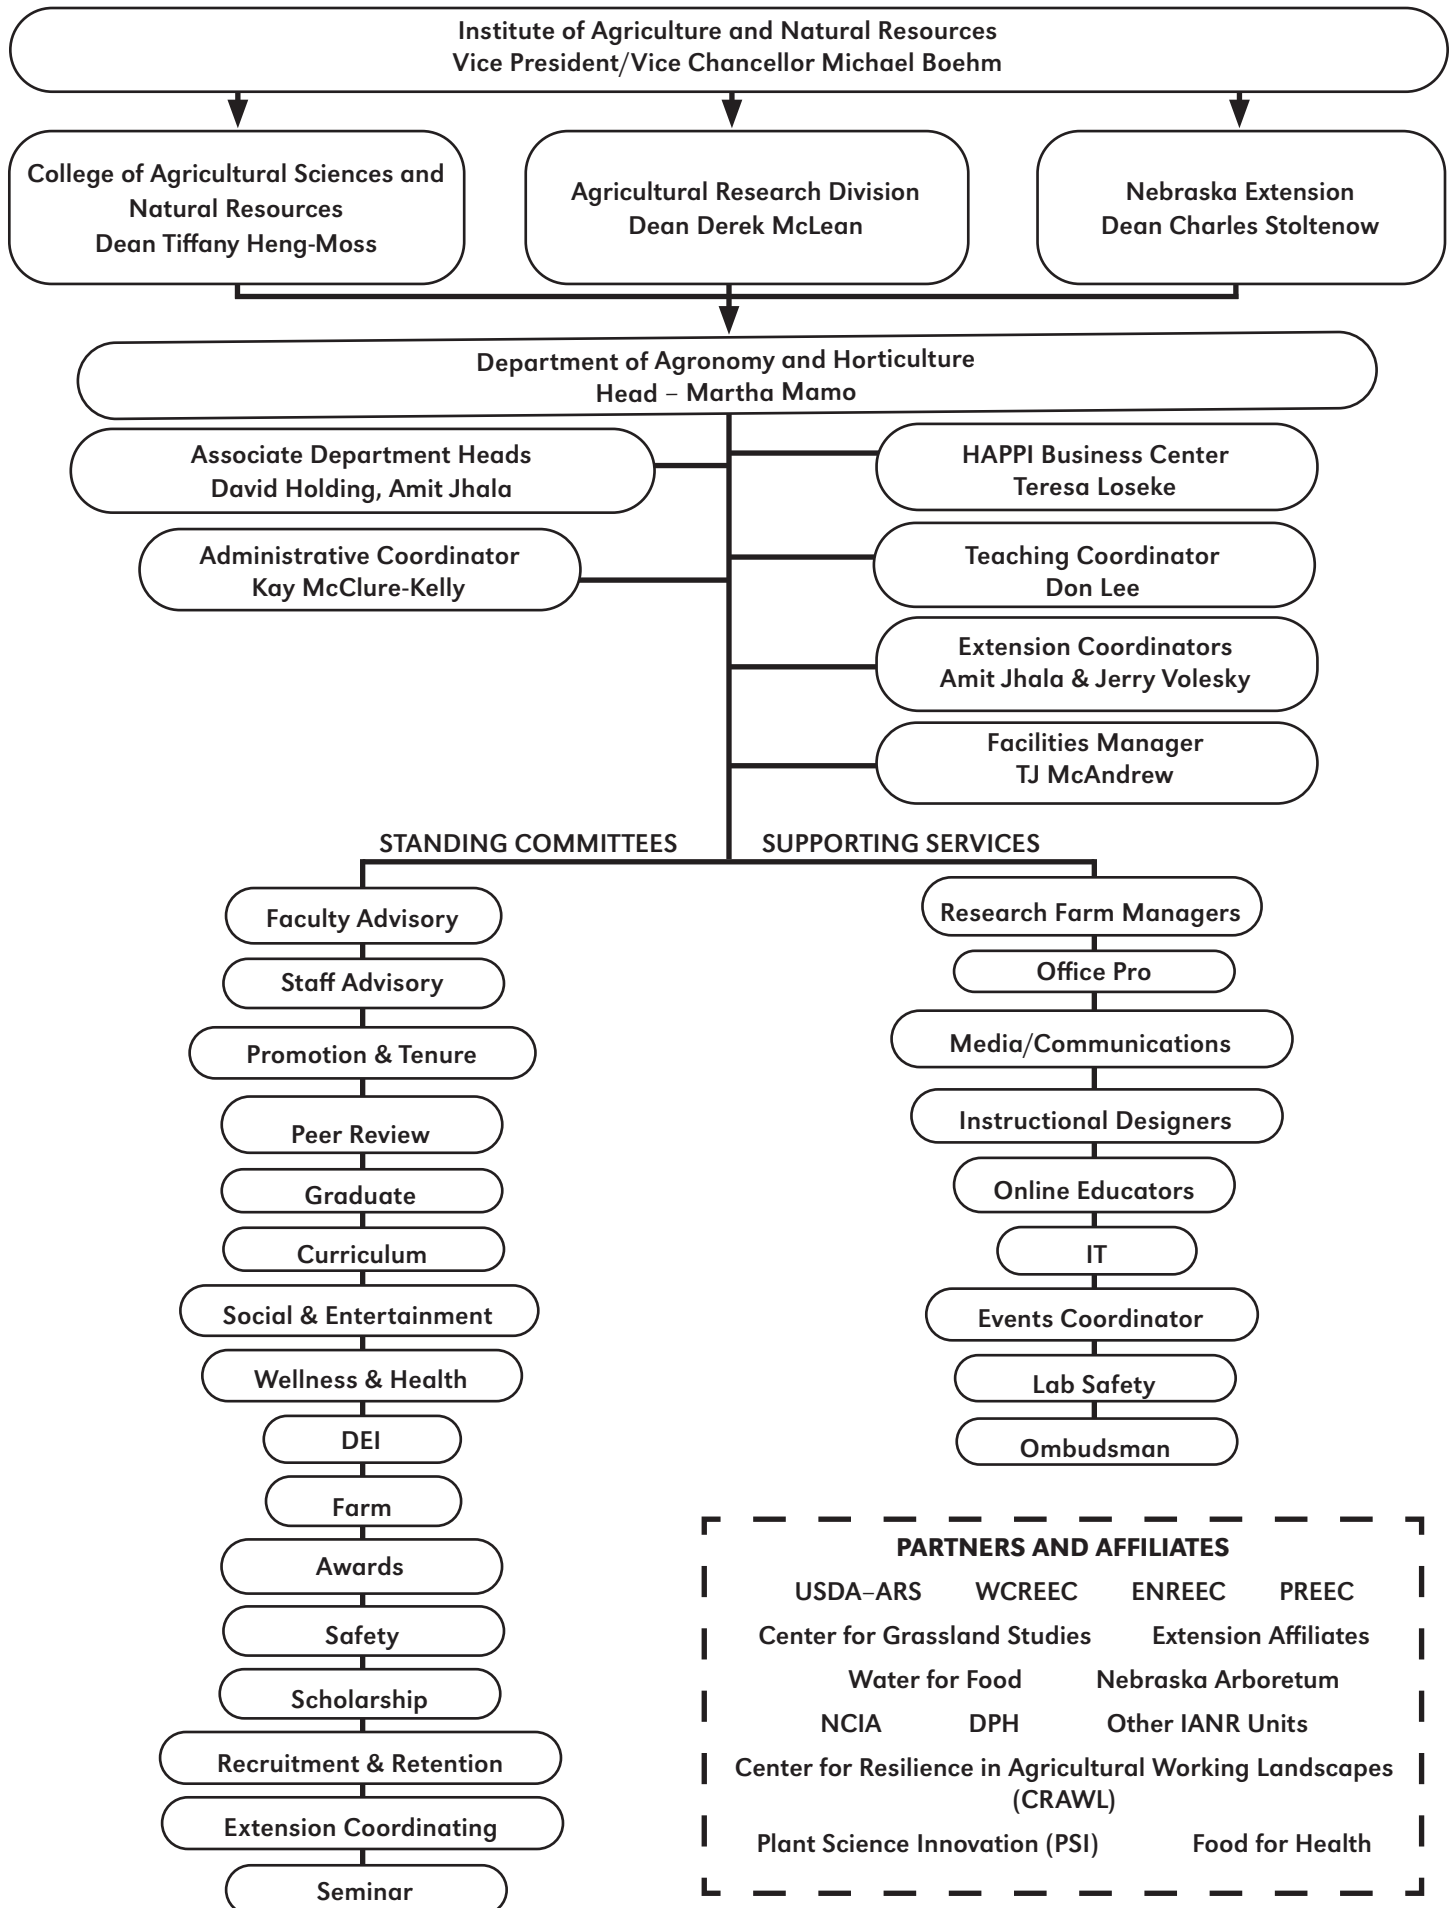 Institute of Agriculture and Natural Resources
Vice President/Vice Chancellor Michael Boehm
College of Agricultural Sciences and
Natural Resources
Dean Tiffany Heng-Moss
Agricultural Research Division
Dean Derek McLean
Nebraska Extension
Dean Charles Stoltenow
Department of Agronomy and Horticulture
Head – Martha Mamo
Associate Department Heads
David Holding, Amit Jhala
Administrative Coordinator
Kay McClure-Kelly
HAPPI Business Center
Teresa Loseke
Teaching Coordinator
Don Lee
Extension Coordinators
Amit Jhala & Jerry Volesky
Facilities Manager
TJ McAndrew
STANDING COMMITTEES
Faculty Advisory
Staff Advisory
Promotion & Tenure
Peer Review
Graduate
Curriculum
Social & Entertainment
Wellness & Health
DEI
Farm
Awards
Safety
Scholarship
Recruitment & Retention
Extension Coordinating
Seminar
SUPPORTING SERVICES
Research Farm Managers
Office Pro
Media/Communications
Instructional Designers
Online Educators
IT
Events Coordinator
Lab Safety
Ombudsman
PARTNERS AND AFFILIATES
USDA–ARS WCREEC ENREEC PREEC
Center for Grassland Studies Extension Affiliates
Water for Food Nebraska Arboretum
NCIA DPH Other IANR Units
Center for Resilience in Agricultural Working Landscapes
(CRAWL)
Plant Science Innovation (PSI) Food for Health